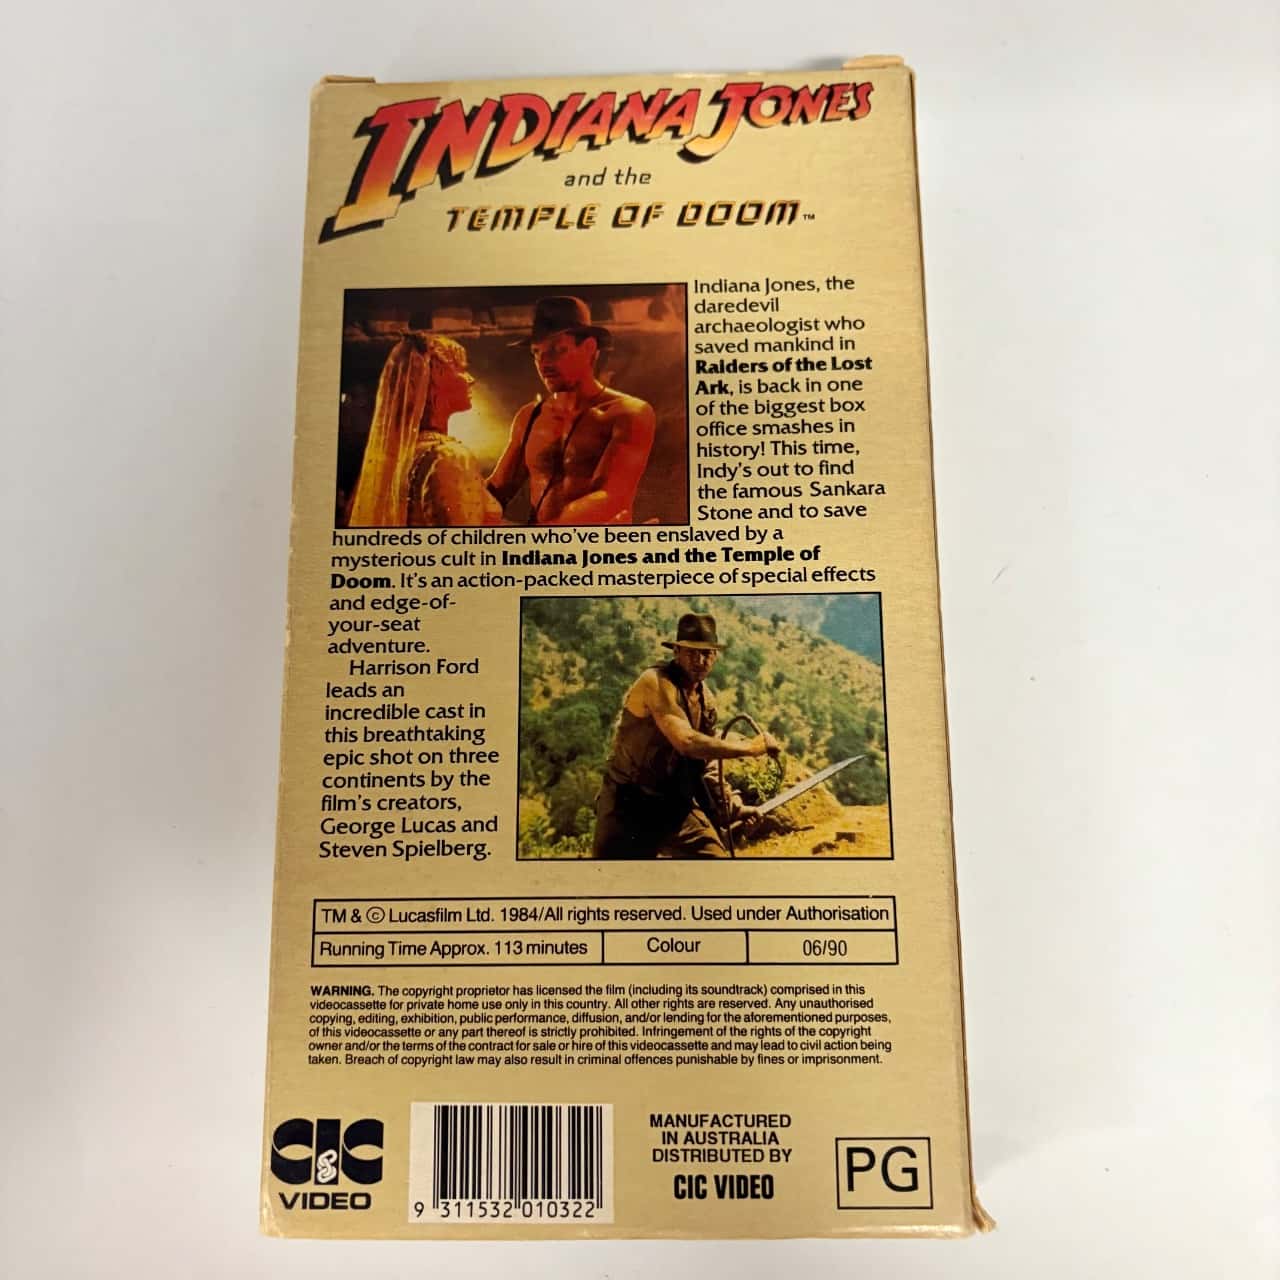 INDIANA JONES
and the
TEMPLE OF DOOM™
Indiana Jones, the
daredevil
archaeologist who
saved mankind in
Raiders of the Lost
Ark, is back in one
of the biggest box
office smashes in
history! This time,
Indy's out to find
the famous Sankara
Stone and to save
hundreds of children who've been enslaved by a
mysterious cult in Indiana Jones and the Temple of
Doom. It's an action-packed masterpiece of special effects
and edge-of-
your-seat
adventure.
Harrison Ford
leads an
incredible cast in
this breathtaking
epic shot on three
continents by the
film's creators,
George Lucas and
Steven Spielberg.
TM & © Lucasfilm Ltd. 1984/All rights reserved. Used under Authorisation
Running Time Approx. 113 minutes Colour 06/90
WARNING. The copyright proprietor has licensed the film (including its soundtrack) comprised in this
videocassette for private home use only in this country. All other rights are reserved. Any unauthorised
copying, editing, exhibition, public performance, diffusion, and/or lending for the aforementioned purposes,
of this videocassette or any part thereof is strictly prohibited. Infringement of the rights of the copyright
owner and/or the terms of the contract for sale or hire of this videocassette and may lead to civil action being
taken. Breach of copyright law may also result in criminal offences punishable by fines or imprisonment.
CIC
VIDEO
9 311532 010322
MANUFACTURED
IN AUSTRALIA
DISTRIBUTED BY
CIC VIDEO
PG